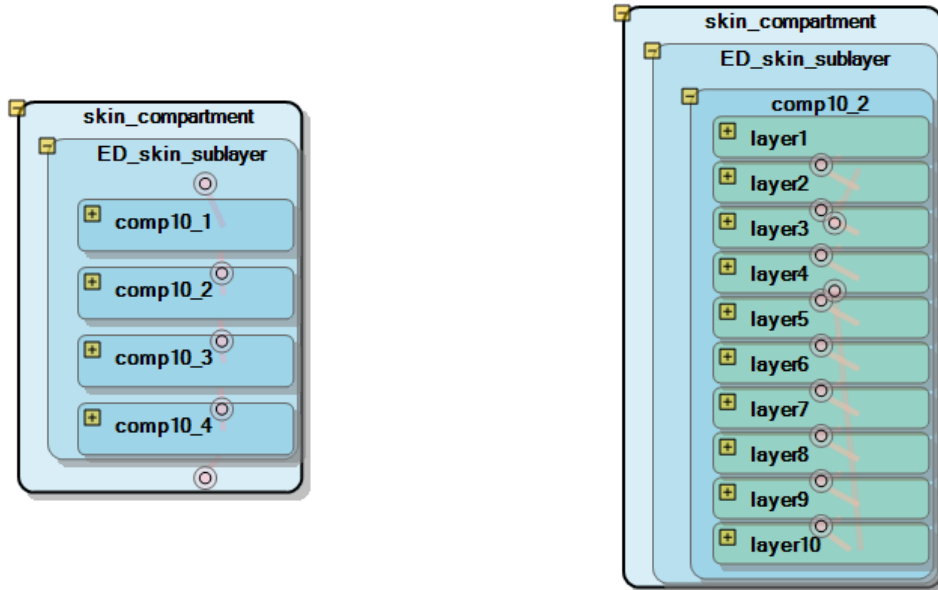 skin_compartment
ED_skin_sublayer
comp10_1
comp10_2
comp10_3
comp10_4
skin_compartment
ED_skin_sublayer
comp10_2
layer1
layer2
layer3
layer4
layer5
layer6
layer7
layer8
layer9
layer10